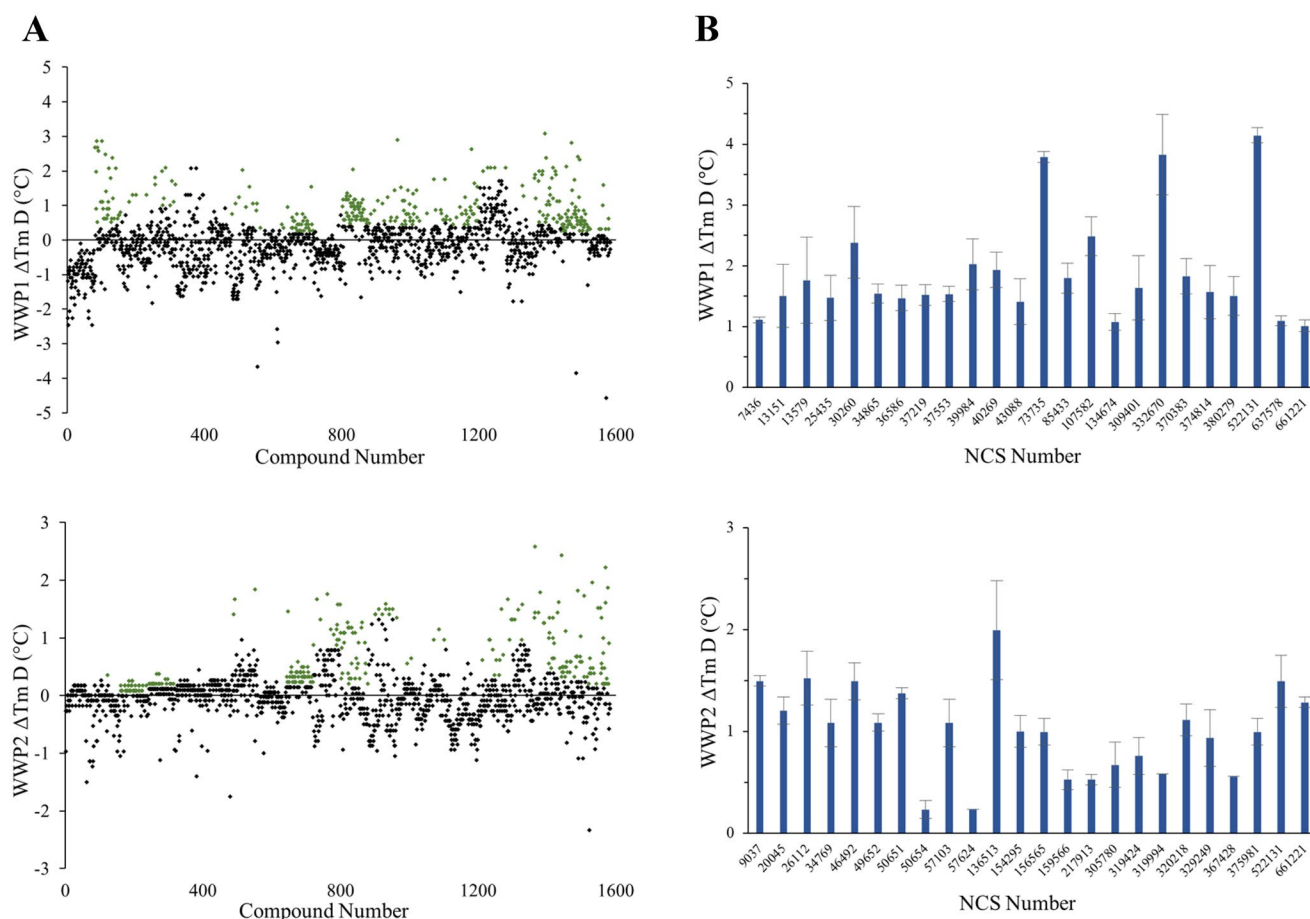 A
5
4
3
2
1
0
-1
-2
-3
-4
-5
WWP1 ΔTm D (°C)
0 400 800 1200 1600
Compound Number
B
5
4
3
2
1
0
WWP1 ΔTm D (°C)
7436 13151 13579 25435 30260 34865 36586 37219 37553 39984 40269 43088 73735 85433 107582 134674 309401 332670 370383 374814 380279 522131 637578 661221
NCS Number
3
2
1
0
-1
-2
-3
WWP2 ΔTm D (°C)
0 400 800 1200 1600
Compound Number
3
2
1
0
WWP2 ΔTm D (°C)
9037 20045 26112 34769 46492 49652 50651 50654 57103 57624 136513 154295 156565 159566 217913 305780 319424 319994 320218 329249 367428 375981 522131 661221
NCS Number